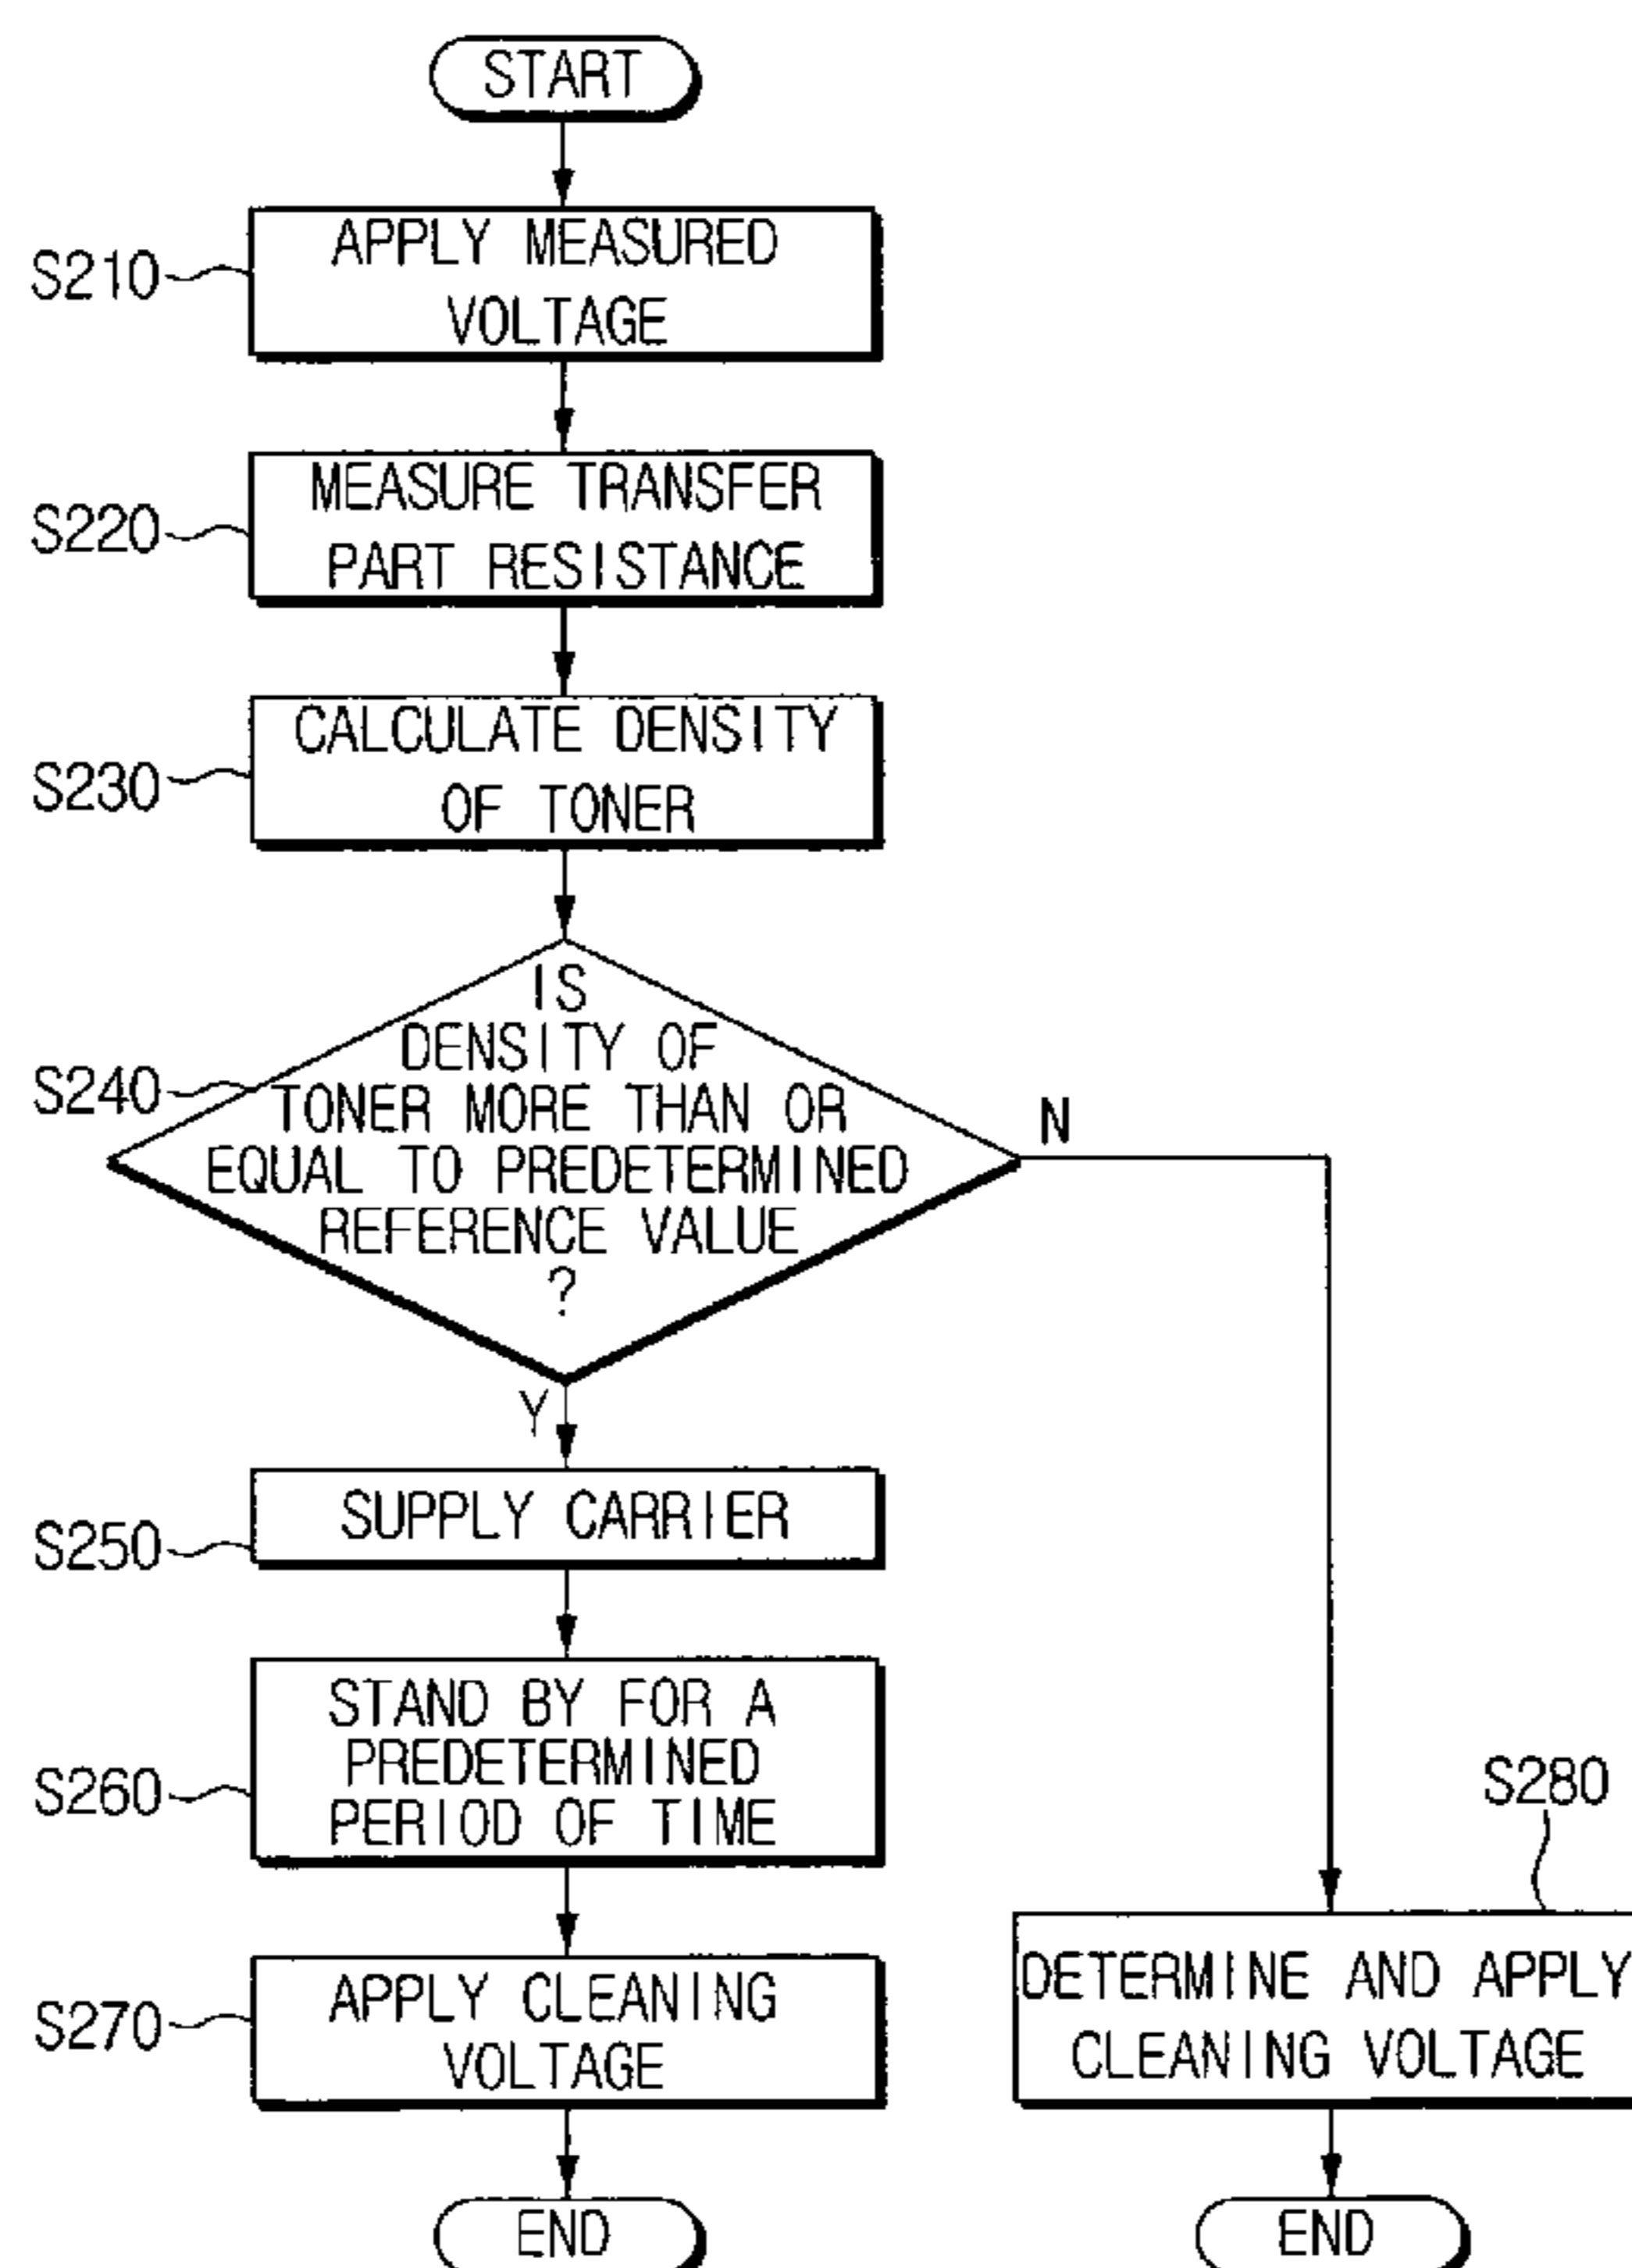 START
S210
APPLY MEASURED
VOLTAGE
S220
MEASURE TRANSFER
PART RESISTANCE
S230
CALCULATE DENSITY
OF TONER
S240
IS
DENSITY OF
TONER MORE THAN OR
EQUAL TO PREDETERMINED
REFERENCE VALUE
?
N
Y
S250
SUPPLY CARRIER
S260
STAND BY FOR A
PREDETERMINED
PERIOD OF TIME
S270
APPLY CLEANING
VOLTAGE
S280
DETERMINE AND APPLY
CLEANING VOLTAGE
END
END